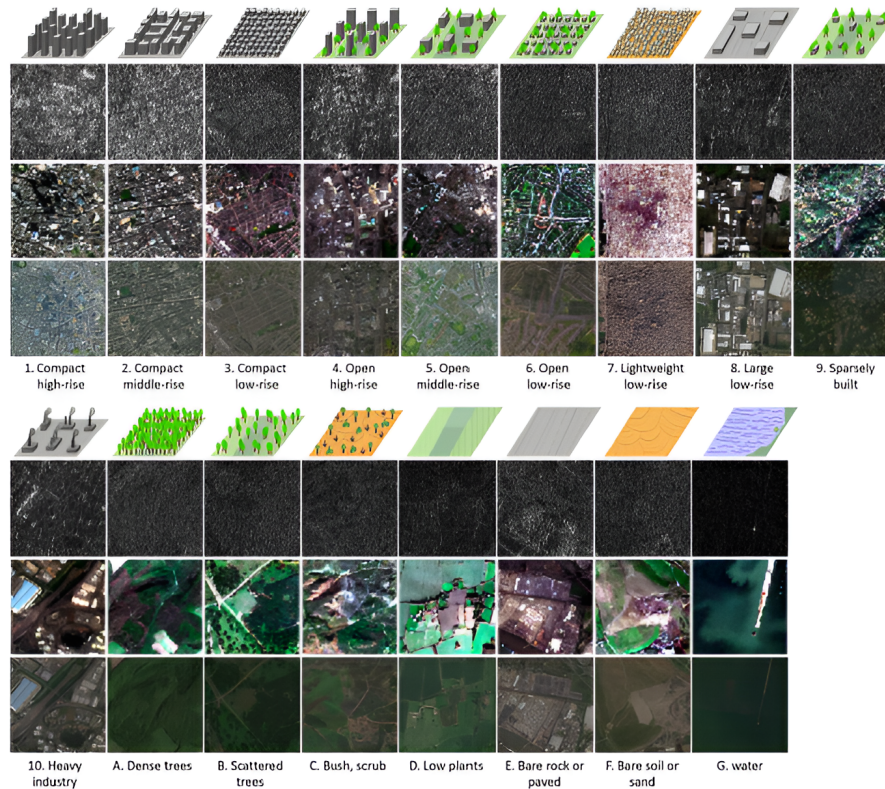 1. Compact
high-rise
2. Compact
middle-rise
3. Compact
low-rise
4. Open
high-rise
5. Open
middle-rise
6. Open
low-rise
7. Lightweight
low-rise
8. Large
low-rise
9. Sparsely
built
10. Heavy
industry
A. Dense trees
B. Scattered
trees
C. Bush, scrub
D. Low plants
E. Bare rock or
paved
F. Bare soil or
sand
G. water